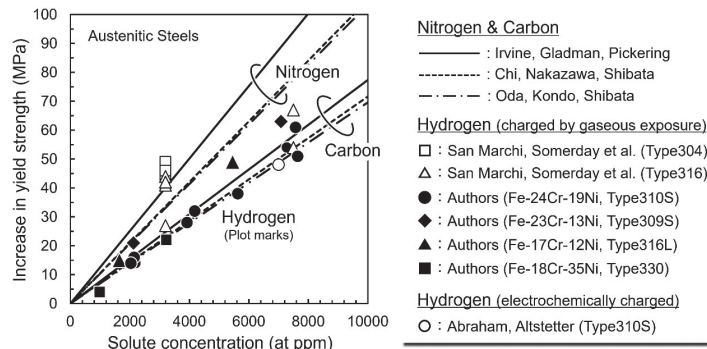 Austenitic Steels
Nitrogen
Carbon
Hydrogen
(Plot marks)
Increase in yield strength (MPa)
100
90
80
70
60
50
40
30
20
10
0
0 2000 4000 6000 8000 10000
Solute concentration (at ppm)
Nitrogen & Carbon
: Irvine, Gladman, Pickering
: Chi, Nakazawa, Shibata
: Oda, Kondo, Shibata
Hydrogen (charged by gaseous exposure)
: San Marchi, Somerday et al. (Type304)
: San Marchi, Somerday et al. (Type316)
: Authors (Fe-24Cr-19Ni, Type310S)
: Authors (Fe-23Cr-13Ni, Type309S)
: Authors (Fe-17Cr-12Ni, Type316L)
: Authors (Fe-18Cr-35Ni, Type330)
Hydrogen (electrochemically charged)
: Abraham, Altstetter (Type310S)